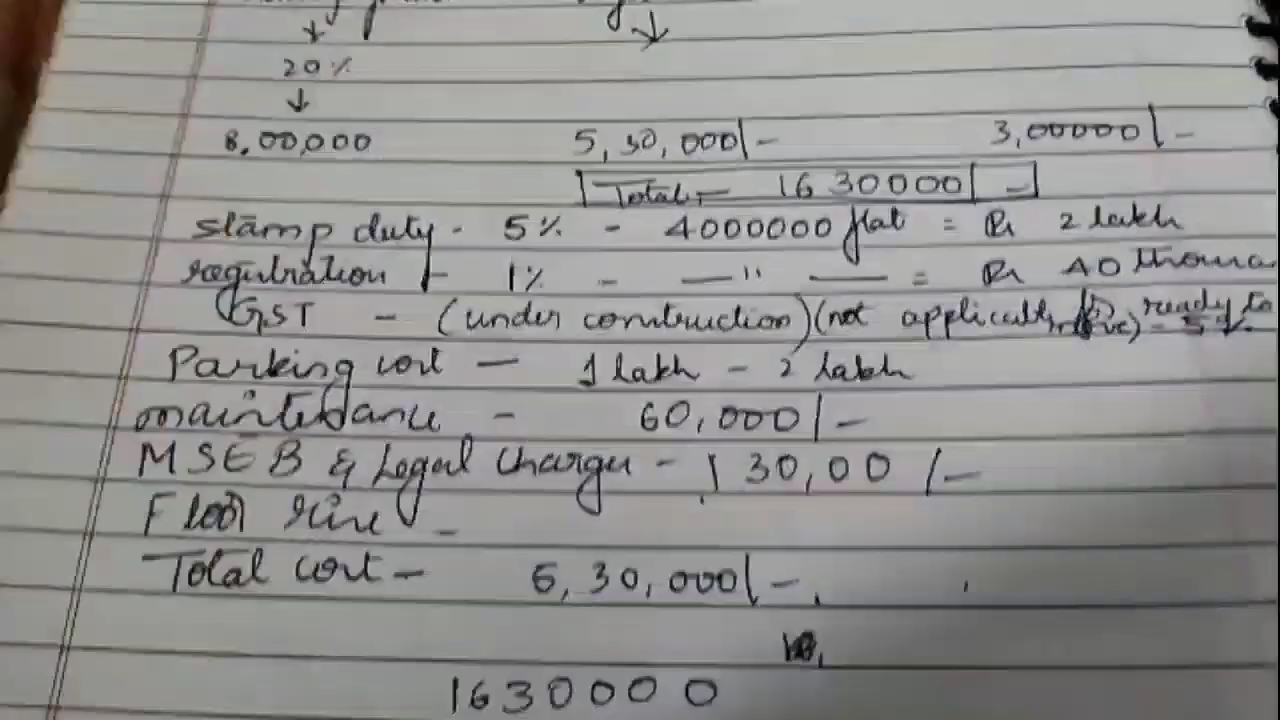 20%
8,00,000 5,30,000/- 3,00000/-
Total - 1630000/-
stamp duty - 5% - 4000000 flat = Rs 2 lakh
registration - 1% - —"— = Rs 40 thousa
GST - (under construction) (not applicable ready to
Parking cost - 1 lakh - 2 lakh
maintenance - 60,000/-
MSEB & Legal charges - 1 30,00 /-
Floor rise -
Total cost - 5,30,000/-
1630000